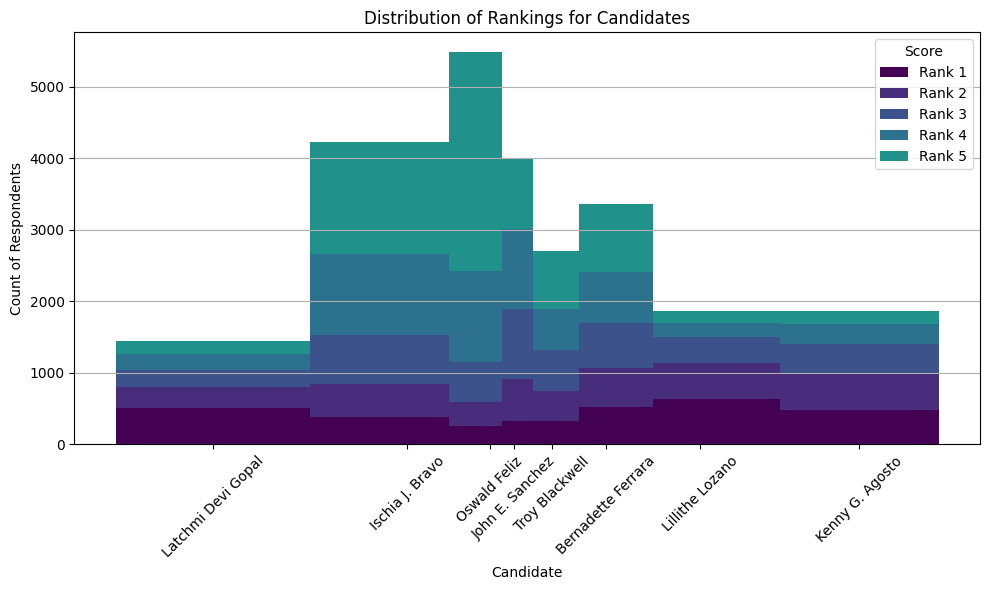 Distribution of Rankings for Candidates
Score
Rank 1
Rank 2
Rank 3
Rank 4
Rank 5
Count of Respondents
5000
4000
3000
2000
1000
0
Latchmi Devi Gopal
Ischia J. Bravo
Oswald Feliz
John E. Sanchez
Troy Blackwell
Bernadette Ferrara
Lillithe Lozano
Kenny G. Agosto
Candidate